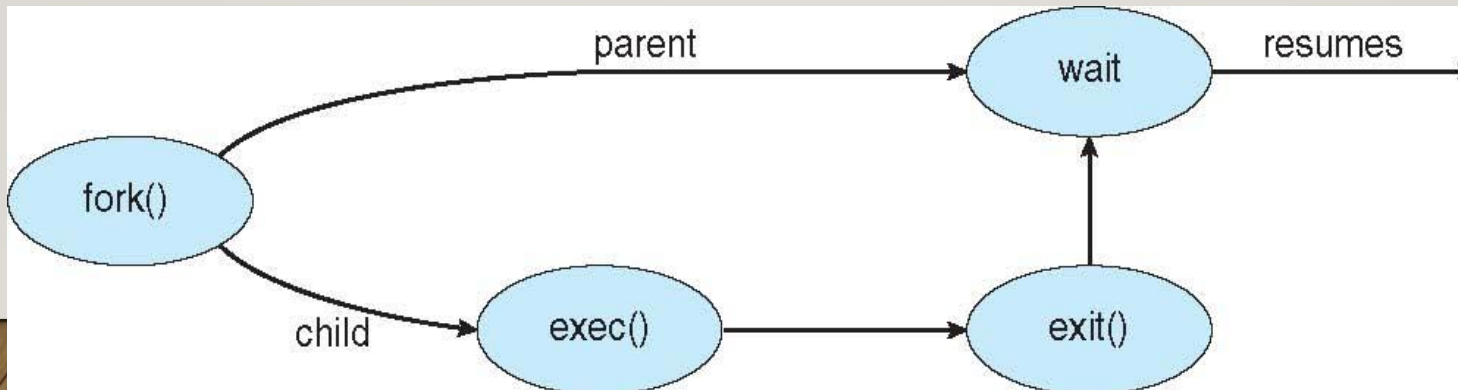 parent
wait
resumes
fork()
child
exec()
exit()